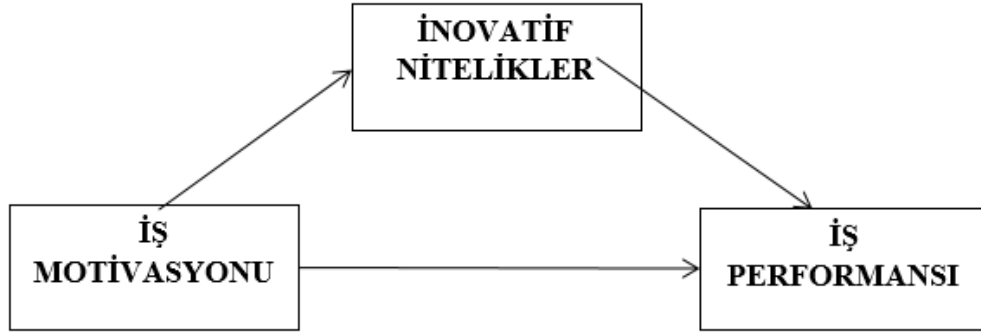 İNOVATİF
NİTELİKLER
İŞ
MOTİVASYONU
İŞ
PERFORMANSI